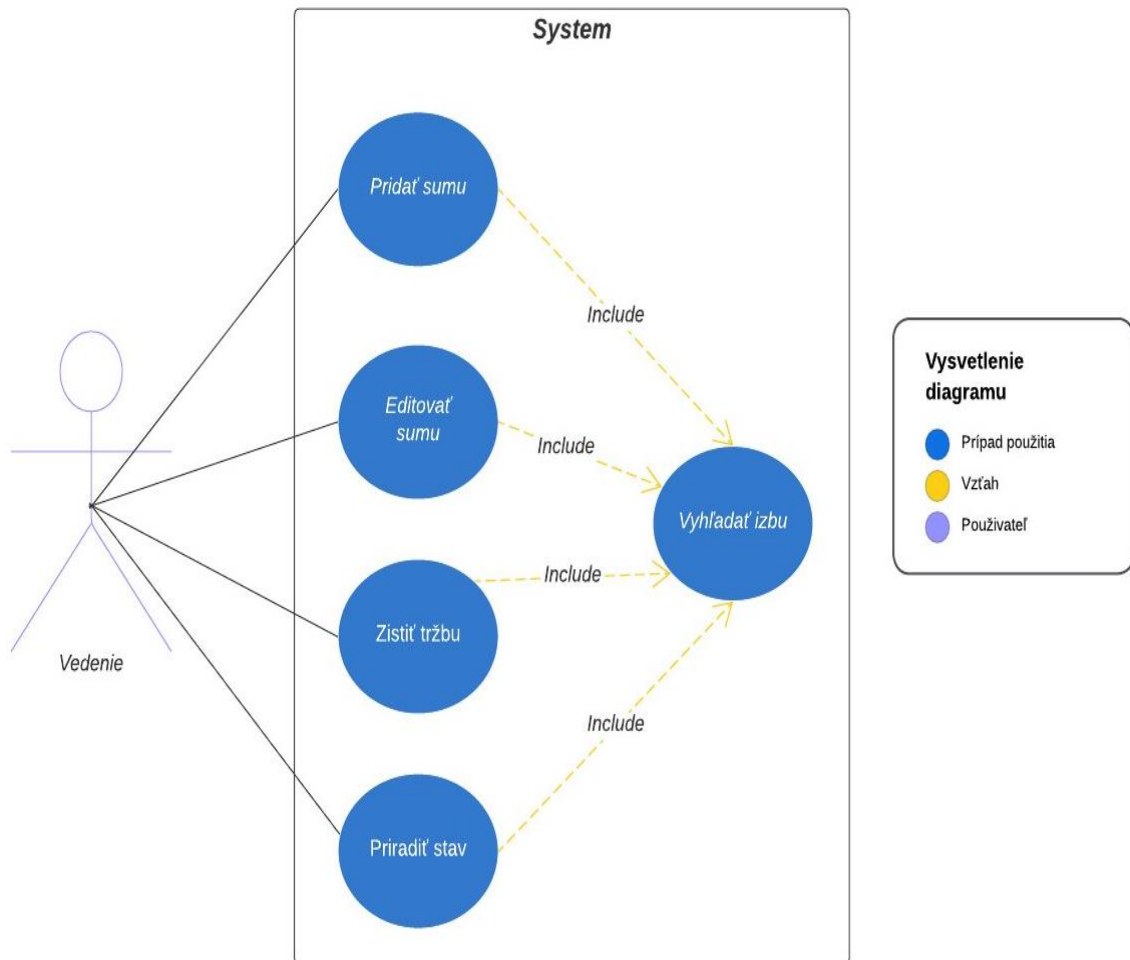 System
Pridať sumu
Include
Editovať
sumu
Include
Vyhľadať izbu
Include
Zistiť tržbu
Include
Priradiť stav
Vedenie
Vysvetlenie
diagramu
Prípad použitia
Vzťah
Použivateľ